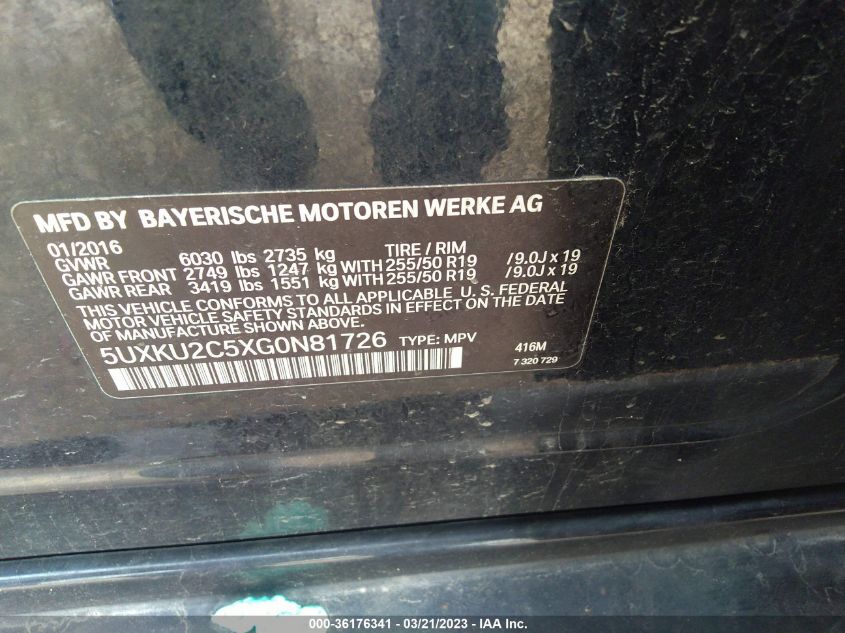 MFD BY BAYERISCHE MOTOREN WERKE AG
01/2016 TIRE / RIM
GVWR 6030 lbs 2735 kg
GAWR FRONT 2749 lbs 1247 kg WITH 255/50 R19 /9.0J x 19
GAWR REAR 3419 lbs 1551 kg WITH 255/50 R19 /9.0J x 19
THIS VEHICLE CONFORMS TO ALL APPLICABLE U. S. FEDERAL
MOTOR VEHICLE SAFETY STANDARDS IN EFFECT ON THE DATE
OF MANUFACTURE SHOWN ABOVE.
5UXKU2C5XG0N81726 TYPE: MPV 416M
7 320 729
000-36176341 / 03/21/2023 — IAA Inc.